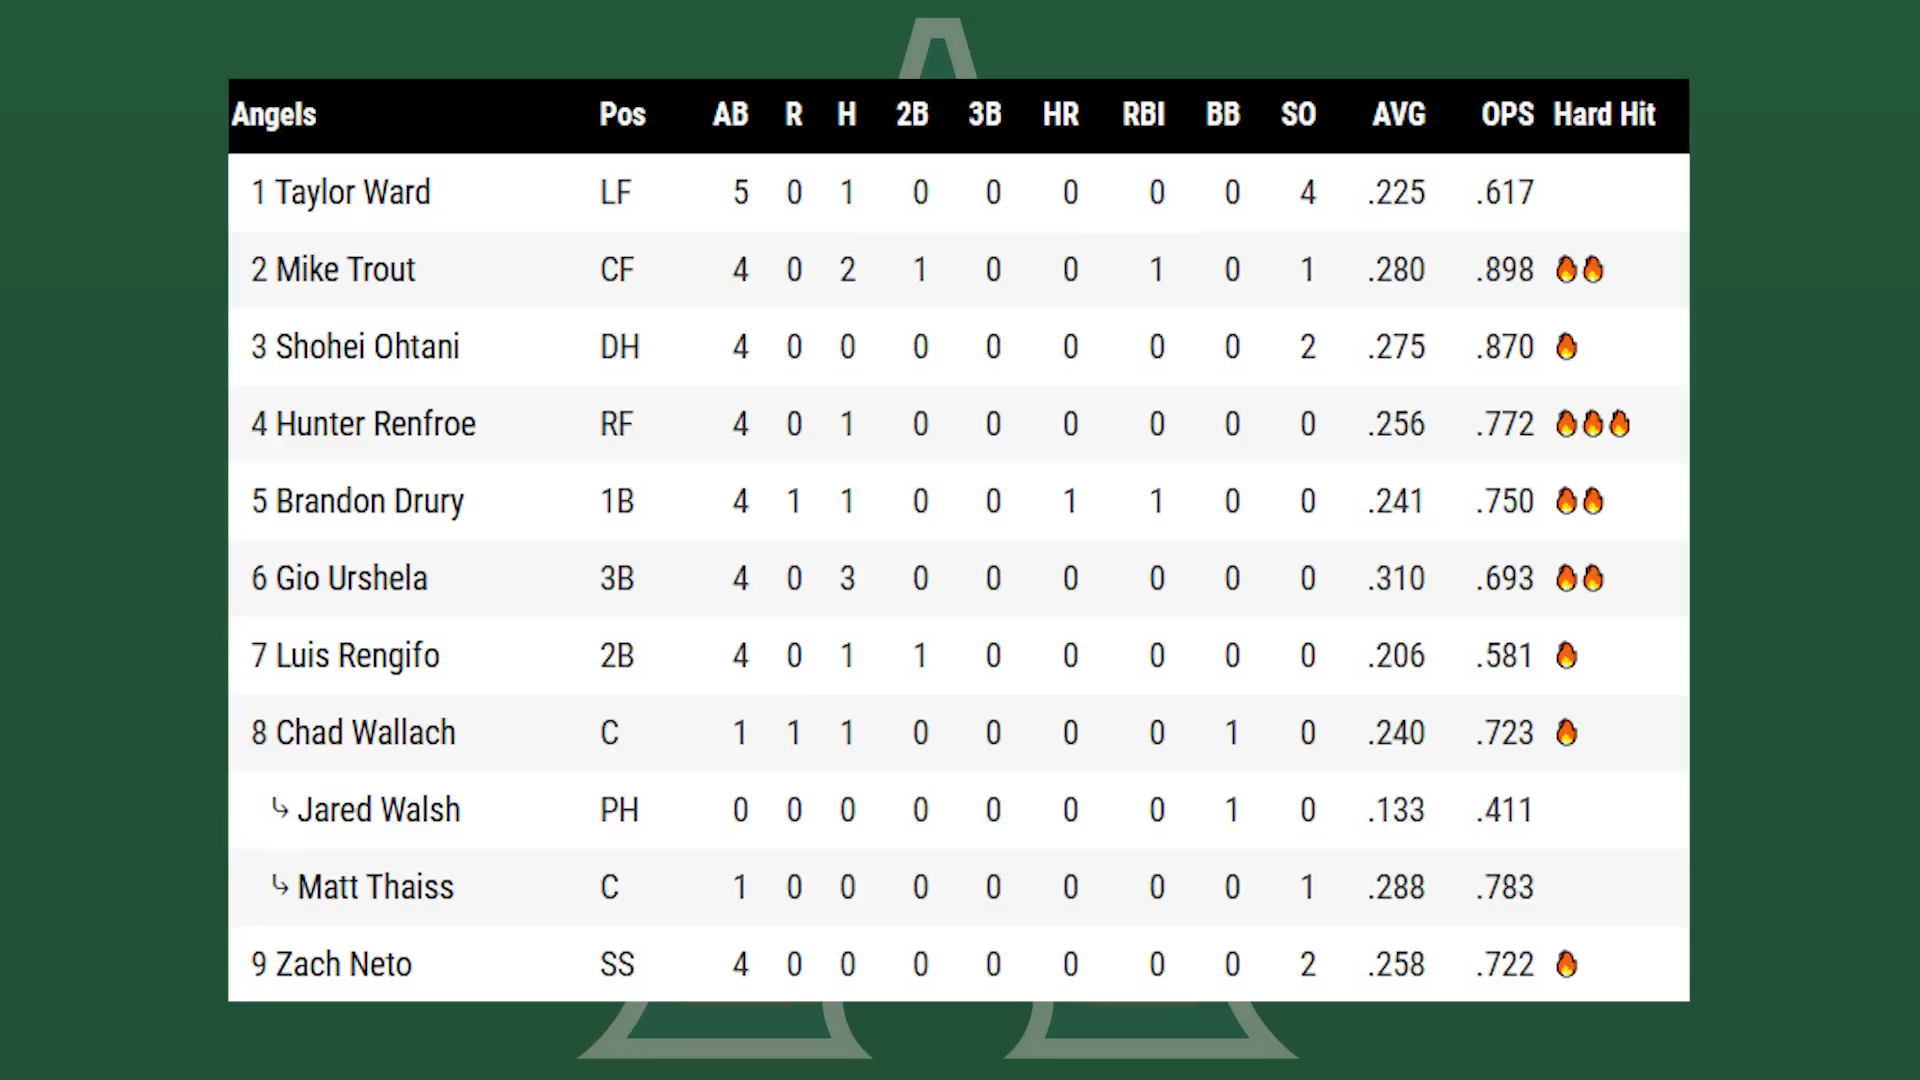 Angels Pos AB R H 2B 3B HR RBI BB SO AVG OPS Hard Hit
1 Taylor Ward LF 5 0 1 0 0 0 0 0 4 .225 .617
2 Mike Trout CF 4 0 2 1 0 0 1 0 1 .280 .898
3 Shohei Ohtani DH 4 0 0 0 0 0 0 0 2 .275 .870
4 Hunter Renfroe RF 4 0 1 0 0 0 0 0 0 .256 .772
5 Brandon Drury 1B 4 1 1 0 0 1 1 0 0 .241 .750
6 Gio Urshela 3B 4 0 3 0 0 0 0 0 0 .310 .693
7 Luis Rengifo 2B 4 0 1 1 0 0 0 0 0 .206 .581
8 Chad Wallach C 1 1 1 0 0 0 0 1 0 .240 .723
Jared Walsh PH 0 0 0 0 0 0 0 1 0 .133 .411
Matt Thaiss C 1 0 0 0 0 0 0 0 1 .288 .783
9 Zach Neto SS 4 0 0 0 0 0 0 0 2 .258 .722